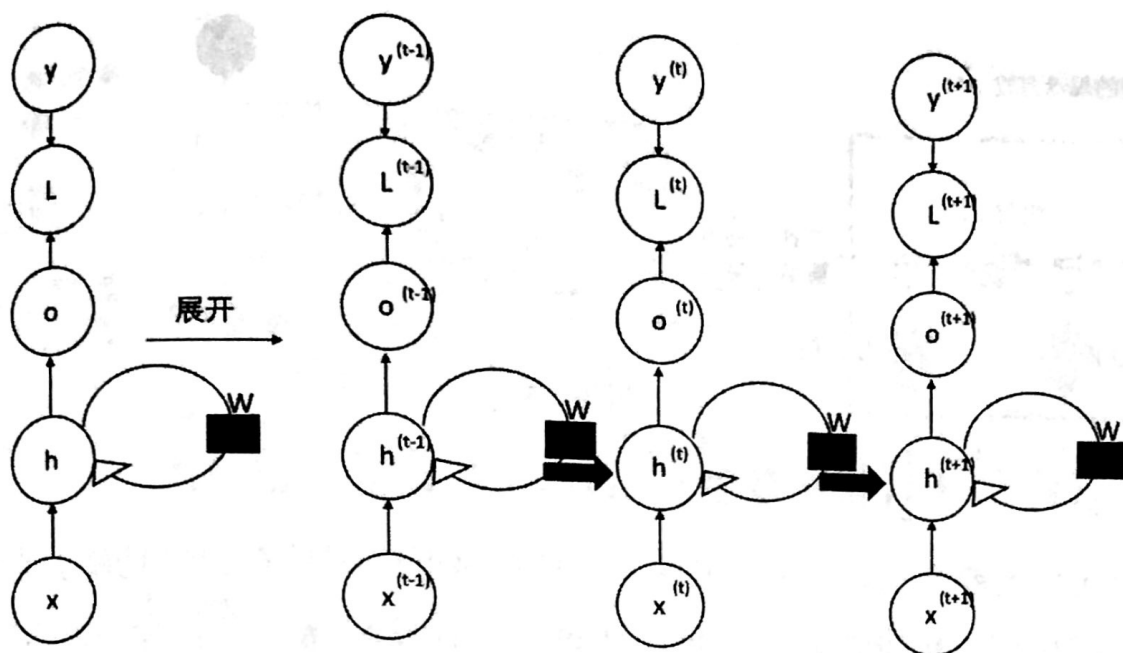 y
L
o
h
x
W
展开
y(t-1)
L(t-1)
o(t-1)
h(t-1)
x(t-1)
W
y(t)
L(t)
o(t)
h(t)
x(t)
W
y(t+1)
L(t+1)
o(t+1)
h(t+1)
x(t+1)
W